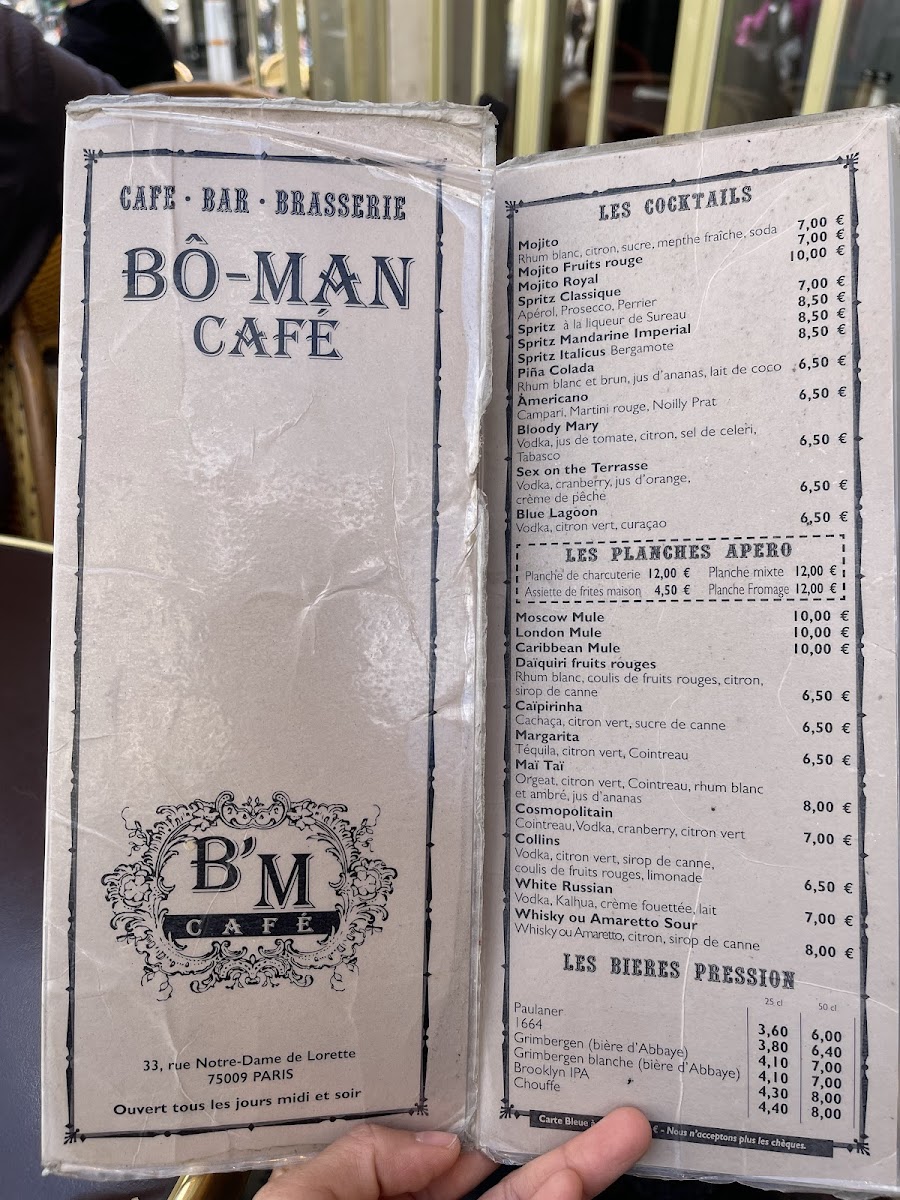 CAFE · BAR · BRASSERIE
BÔ-MAN
CAFÉ
B'M
CAFÉ
33, rue Notre-Dame de Lorette
75009 PARIS
Ouvert tous les jours midi et soir
LES COCKTAILS
Mojito 7,00 €
Rhum blanc, citron, sucre, menthe fraîche, soda
Mojito Fruits rouge 7,00 €
Mojito Royal 10,00 €
Spritz Classique 7,00 €
Apérol, Prosecco, Perrier
Spritz à la liqueur de Sureau 8,50 €
Spritz Mandarine Imperial 8,50 €
Spritz Italicus Bergamote 8,50 €
Piña Colada
Rhum blanc et brun, jus d'ananas, lait de coco 6,50 €
Americano
Campari, Martini rouge, Noilly Prat 6,50 €
Bloody Mary
Vodka, jus de tomate, citron, sel de celeri,
Tabasco 6,50 €
Sex on the Terrasse
Vodka, cranberry, jus d'orange,
crème de pêche 6,50 €
Blue Lagoon
Vodka, citron vert, curaçao 6,50 €
LES PLANCHES APERO
Planche de charcuterie 12,00 € Planche mixte 12,00 €
Assiette de frites maison 4,50 € Planche Fromage 12,00 €
Moscow Mule 10,00 €
London Mule 10,00 €
Caribbean Mule 10,00 €
Daïquiri fruits rouges
Rhum blanc, coulis de fruits rouges, citron,
sirop de canne 6,50 €
Caïpirinha
Cachaça, citron vert, sucre de canne 6,50 €
Margarita
Téquila, citron vert, Cointreau 6,50 €
Maï Taï
Orgeat, citron vert, Cointreau, rhum blanc
et ambré, jus d'ananas 8,00 €
Cosmopolitain
Cointreau, Vodka, cranberry, citron vert 7,00 €
Collins
Vodka, citron vert, sirop de canne,
coulis de fruits rouges, limonade 6,50 €
White Russian
Vodka, Kalhua, crème fouettée, lait 7,00 €
Whisky ou Amaretto Sour
Whisky ou Amaretto, citron, sirop de canne 8,00 €
LES BIERES PRESSION
25 cl 50 cl
Paulaner 3,60 6,00
1664 3,80 6,40
Grimbergen (bière d'Abbaye) 4,10 7,00
Grimbergen blanche (bière d'Abbaye) 4,10 7,00
Brooklyn IPA 4,30 8,00
Chouffe 4,40 8,00
Carte Bleue € - Nous n'acceptons plus les chèques.